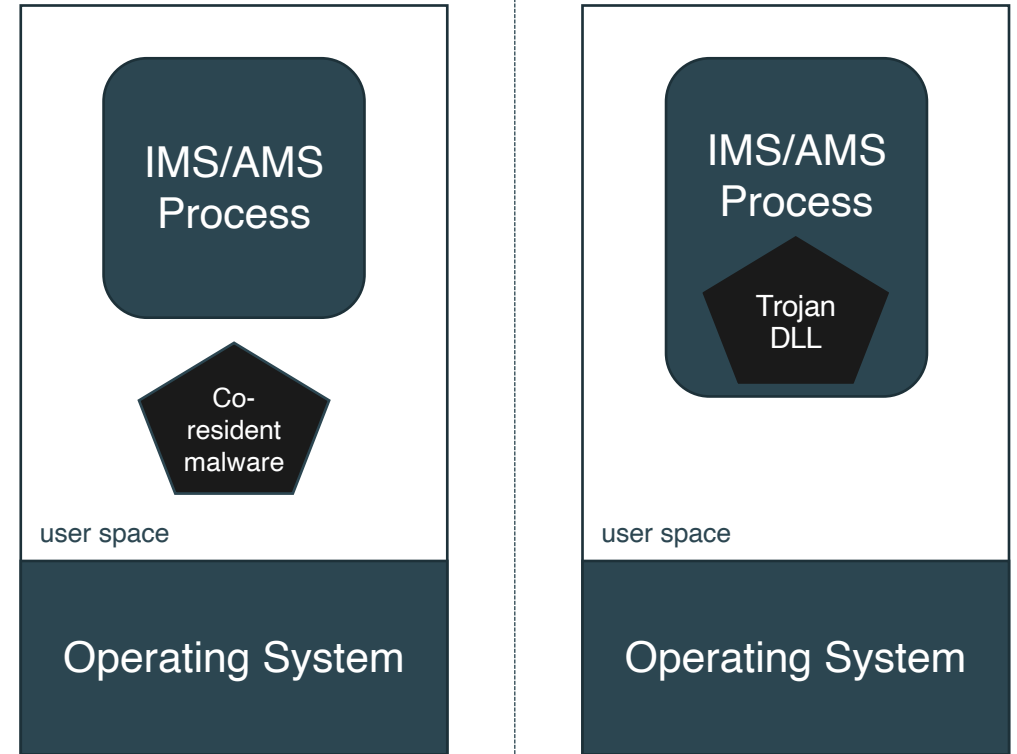 IMS/AMS
Process
Co-
resident
malware
user space
Operating System
IMS/AMS
Process
Trojan
DLL
user space
Operating System